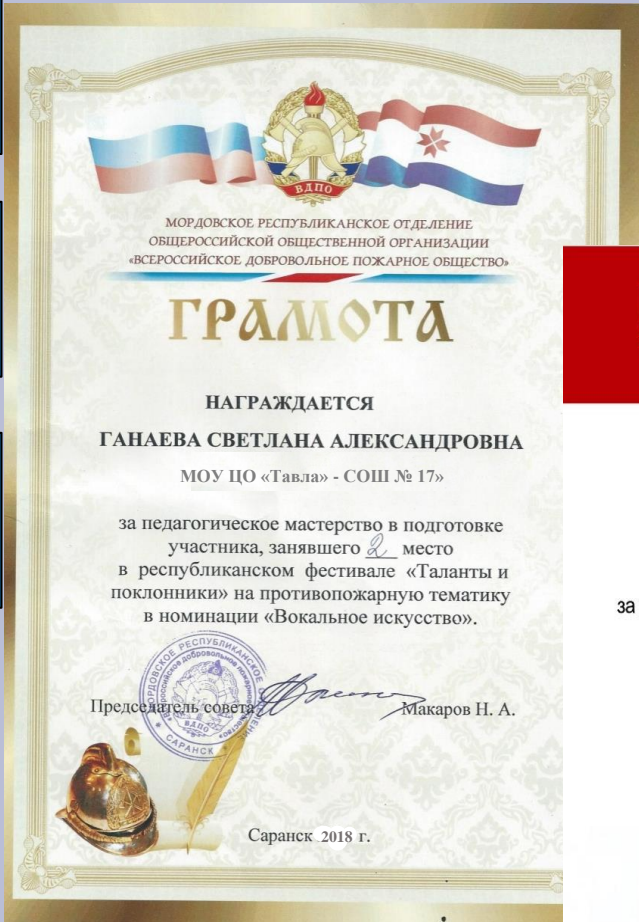 ВДПО
МОРДОВСКОЕ РЕСПУБЛИКАНСКОЕ ОТДЕЛЕНИЕ
ОБЩЕРОССИЙСКОЙ ОБЩЕСТВЕННОЙ ОРГАНИЗАЦИИ
«ВСЕРОССИЙСКОЕ ДОБРОВОЛЬНОЕ ПОЖАРНОЕ ОБЩЕСТВО»
ГРАМОТА
НАГРАЖДАЕТСЯ
ГАНАЕВА СВЕТЛАНА АЛЕКСАНДРОВНА
МОУ ЦО «Тавла» - СОШ № 17»
за педагогическое мастерство в подготовке
участника, занявшего 2 место
в республиканском фестивале «Таланты и
поклонники» на противопожарную тематику
в номинации «Вокальное искусство».
Председатель совета Макаров Н. А.
САРАНСК
ВДПО
Саранск 2018 г.
за